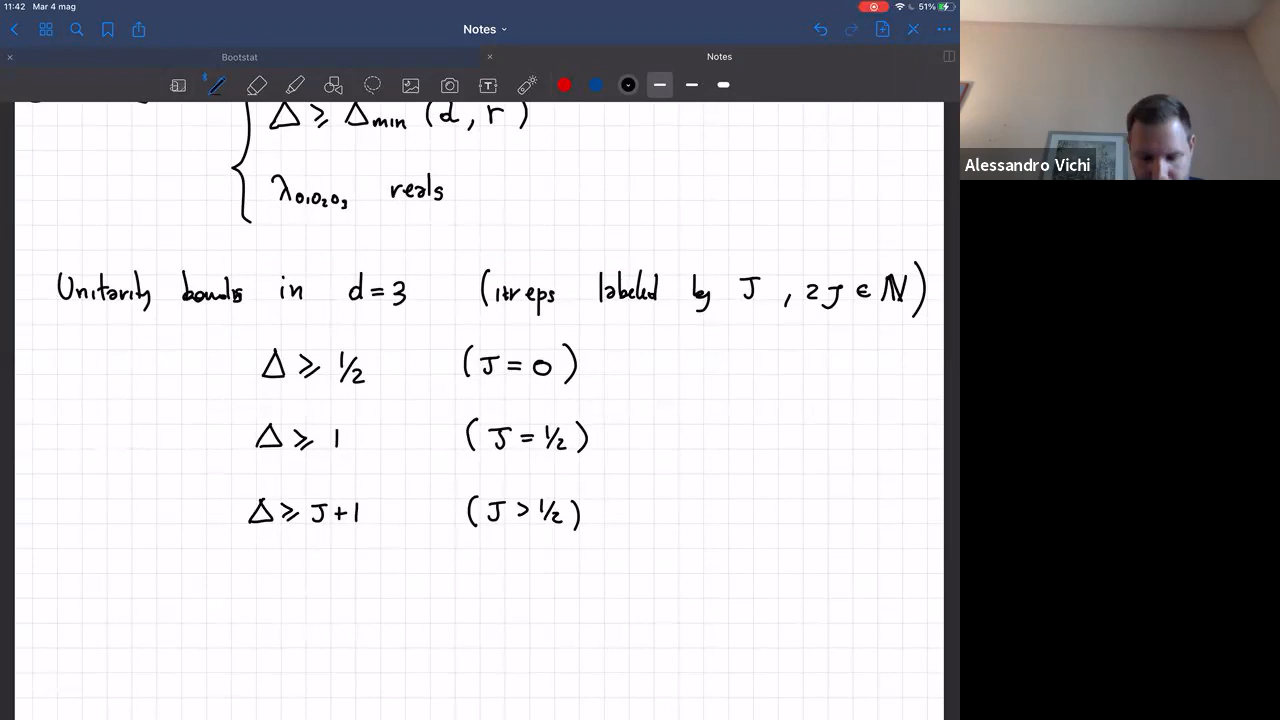 11:42 Mar 4 mag 51%
Notes
Bootstat Notes
Δ ⩾ Δmin (d, r)
λO1O2O3 reals
Unitarity bounds in d = 3 (irreps labeled by J, 2J ∈ ℕ)
Δ ⩾ 1/2 (J = 0)
Δ ⩾ 1 (J = 1/2)
Δ ⩾ J + 1 (J > 1/2)
Alessandro Vichi